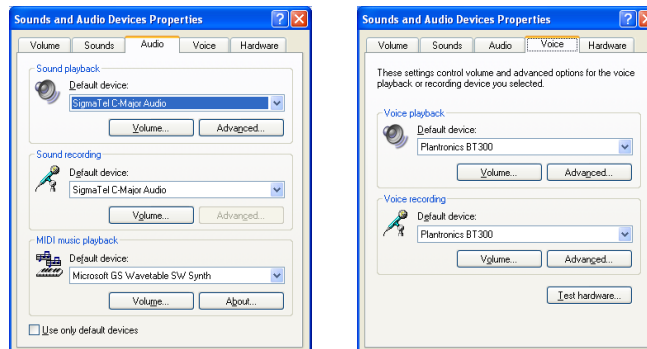 Sounds and Audio Devices Properties
Volume Sounds Audio Voice Hardware
Sound playback
Default device:
SigmaTel C-Major Audio
Volume... Advanced...
Sound recording
Default device:
SigmaTel C-Major Audio
Volume... Advanced...
MIDI music playback
Default device:
Microsoft GS Wavetable SW Synth
Volume... About...
Use only default devices
Sounds and Audio Devices Properties
Volume Sounds Audio Voice Hardware
These settings control volume and advanced options for the voice
playback or recording device you selected.
Voice playback
Default device:
Plantronics BT300
Volume... Advanced...
Voice recording
Default device:
Plantronics BT300
Volume... Advanced...
Test hardware...